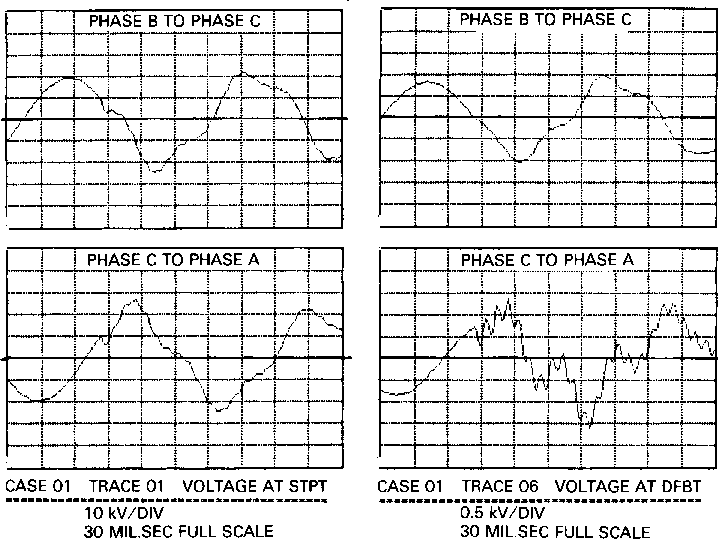 PHASE B TO PHASE C
PHASE B TO PHASE C
PHASE C TO PHASE A
PHASE C TO PHASE A
CASE 01 TRACE 01 VOLTAGE AT STPT
10 kV/DIV
30 MIL.SEC FULL SCALE
CASE 01 TRACE 06 VOLTAGE AT DFBT
0.5 kV/DIV
30 MIL.SEC FULL SCALE